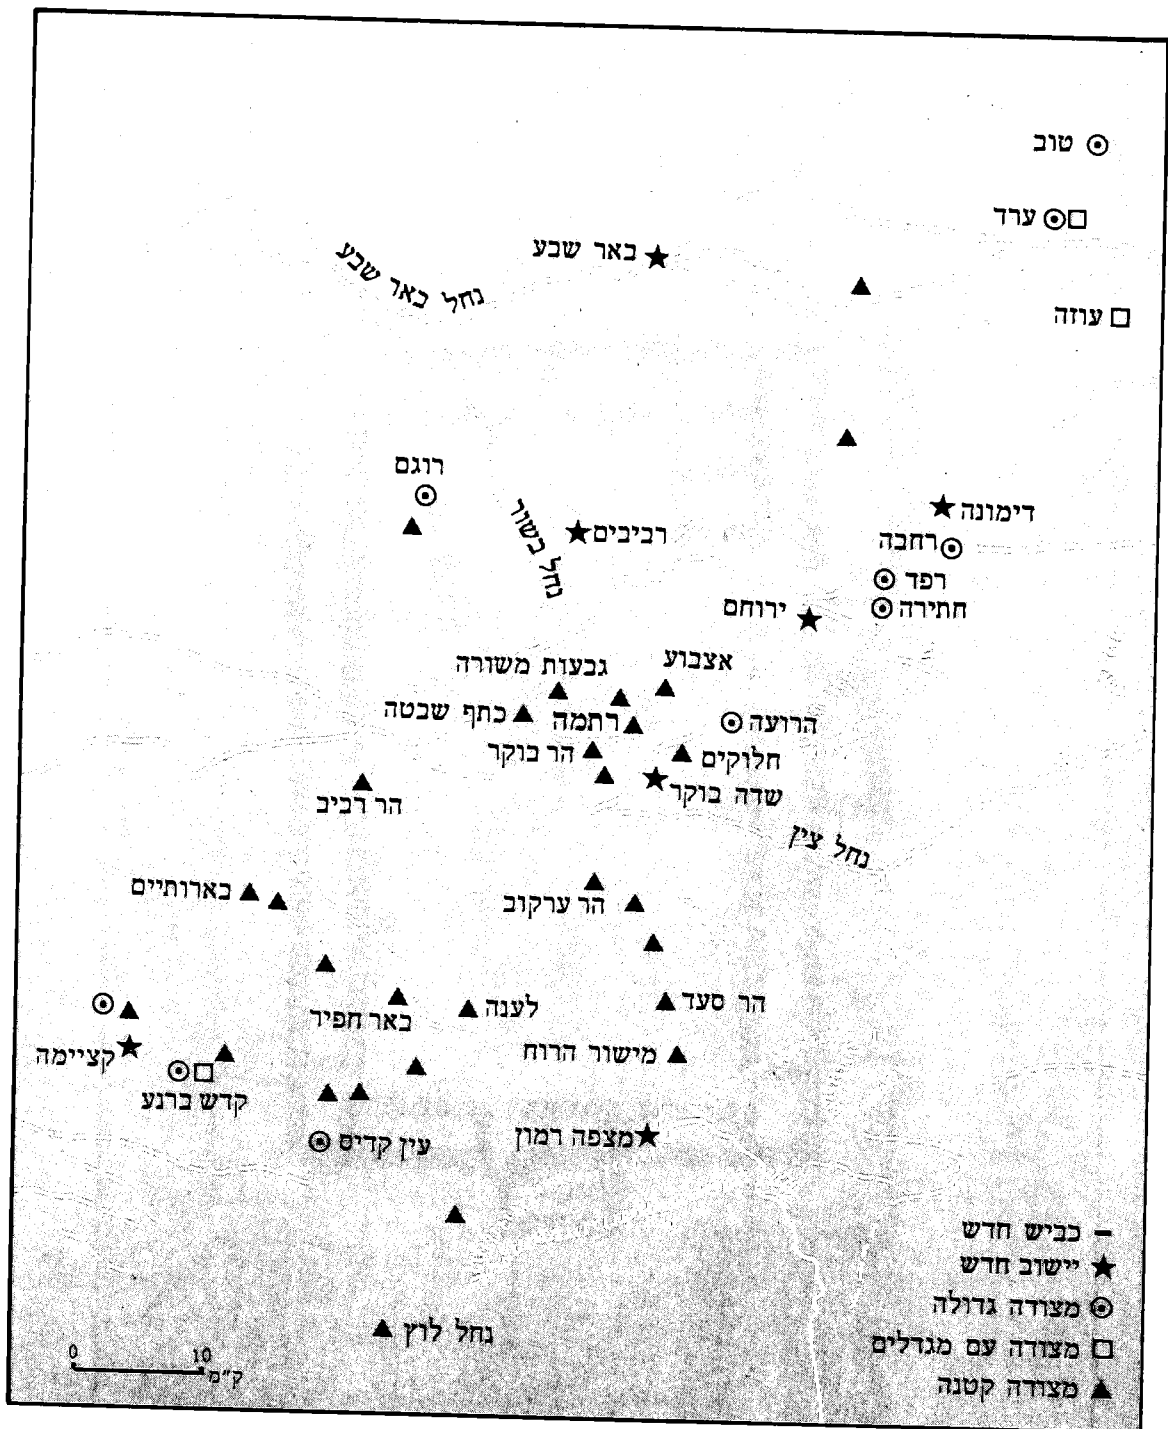 טוב
ערד
באר שבע
נחל באר שבע
עוזה
רוגם
נחל בשור
רביבים
דימונה
רחבה
רפד
חתירה
ירוחם
אצבוע
גבעות משורה
כתף שבטה
רתמה
הרועה
הר בוקר
חלוקים
שדה בוקר
הר רביב
נחל צין
בארותיים
הר ערקוב
הר סעד
לענה
באר חפיר
מישור הרוח
קציימה
קדש ברנע
מצפה רמון
עין קדיס
נחל לוץ
כביש חדש
יישוב חדש
מצודה גדולה
מצודה עם מגדלים
מצודה קטנה
0 10
ק"מ